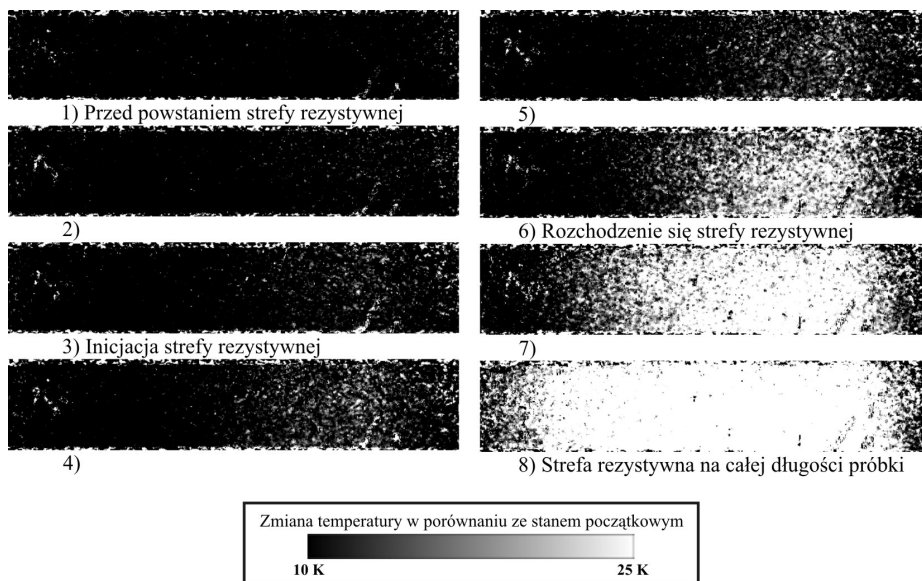 1) Przed powstaniem strefy rezystywnej
2)
3) Inicjacja strefy rezystywnej
4)
5)
6) Rozchodzenie się strefy rezystywnej
7)
8) Strefa rezystywna na całej długości próbki
Zmiana temperatury w porównaniu ze stanem początkowym
10 K 25 K